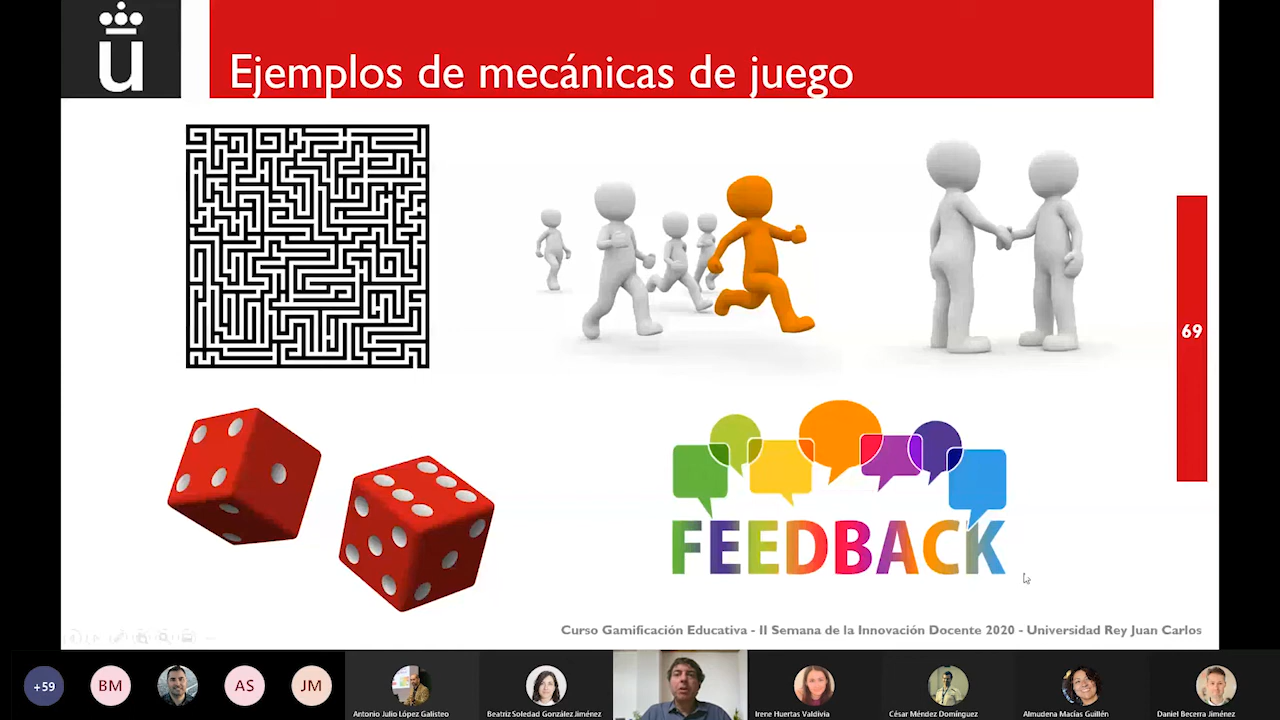 u
Ejemplos de mecánicas de juego
69
FEEDBACK
Curso Gamificación Educativa - II Semana de la Innovación Docente 2020 - Universidad Rey Juan Carlos
+59
BM
AS
JM
Antonio Julio López Galisteo
Beatriz Soledad González Jiménez
Irene Huertas Valdivia
César Méndez Domínguez
Almudena Macías Guillén
Daniel Becerra Jiménez